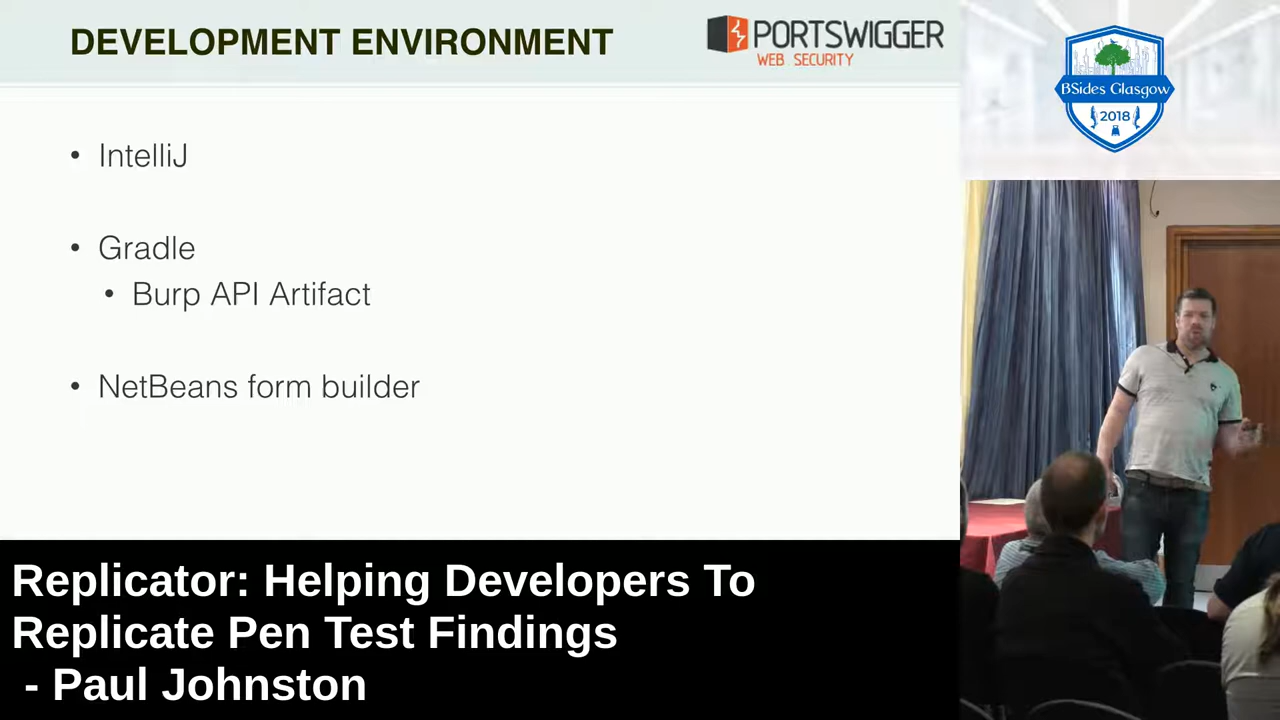 DEVELOPMENT ENVIRONMENT
PORTSWIGGER
WEB SECURITY
BSides Glasgow
2018
• IntelliJ
• Gradle
• Burp API Artifact
• NetBeans form builder
Replicator: Helping Developers To
Replicate Pen Test Findings
- Paul Johnston